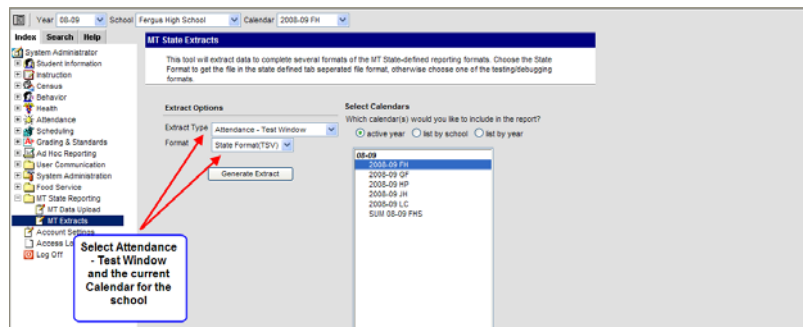 Year 08-09 School Fergus High School Calendar 2008-09 FH
Index Search Help
System Administrator
Student Information
Instruction
Census
Behavior
Health
Attendance
Scheduling
Grading & Standards
Ad Hoc Reporting
User Communication
System Administration
Food Service
MT State Reporting
MT Data Upload
MT Extracts
Account Settings
Access Lo
Log Off
MT State Extracts
This tool will extract data to complete several formats of the MT State-defined reporting formats. Choose the State
Format to get the file in the state defined tab seperated file format, otherwise choose one of the testing/debugging
formats.
Extract Options
Extract Type Attendance - Test Window
Format State Format(TSV)
Generate Extract
Select Calendars
Which calendar(s) would you like to include in the report?
active year list by school list by year
08-09
2008-09 FH
2008-09 GF
2008-09 HP
2008-09 JH
2008-09 LC
SUM 08-09 FHS
Select Attendance
- Test Window
and the current
Calendar for the
school